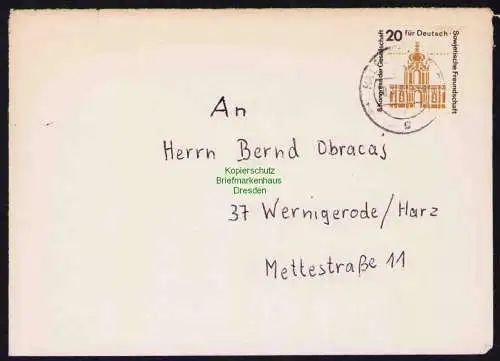 20 für Deutsch-
Sowjetische Freundschaft
8. Kongress der Gesellschaft
An
Herrn Bernd Obracaj
Kopierschutz
Briefmarkenhaus
Dresden
37 Wernigerode/Harz
Mettestraße 11